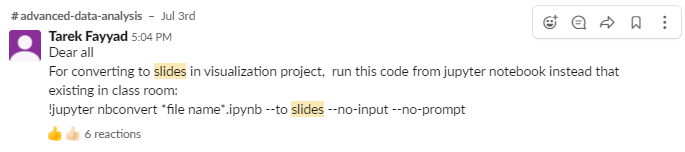 #advanced-data-analysis – Jul 3rd
Tarek Fayyad 5:04 PM
Dear all
For converting to slides in visualization project, run this code from jupyter notebook instead that
existing in class room:
!jupyter nbconvert *file name*.ipynb --to slides --no-input --no-prompt
6 reactions